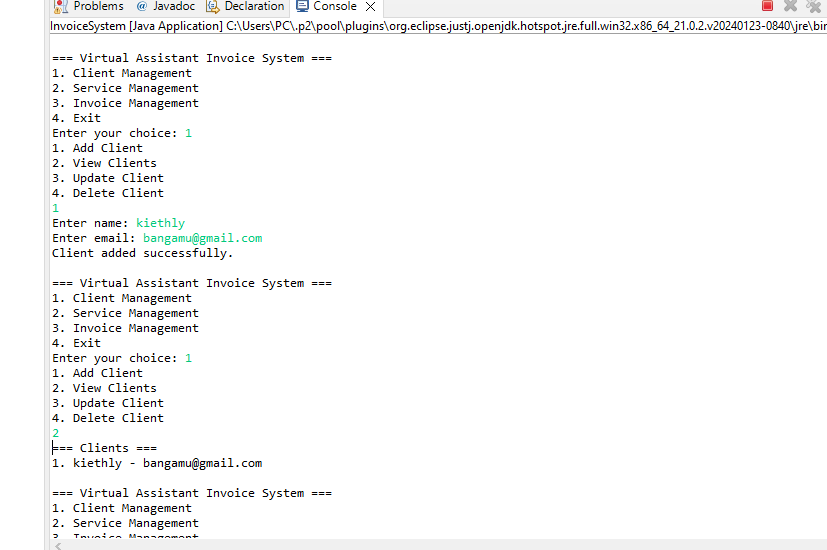 Problems @ Javadoc Declaration Console
InvoiceSystem [Java Application] C:\Users\PC\.p2\pool\plugins\org.eclipse.justj.openjdk.hotspot.jre.full.win32.x86_64_21.0.2.v20240123-0840\jre\bin
=== Virtual Assistant Invoice System ===
1. Client Management
2. Service Management
3. Invoice Management
4. Exit
Enter your choice: 1
1. Add Client
2. View Clients
3. Update Client
4. Delete Client
1
Enter name: kiethly
Enter email: bangamu@gmail.com
Client added successfully.
=== Virtual Assistant Invoice System ===
1. Client Management
2. Service Management
3. Invoice Management
4. Exit
Enter your choice: 1
1. Add Client
2. View Clients
3. Update Client
4. Delete Client
2
=== Clients ===
1. kiethly - bangamu@gmail.com
=== Virtual Assistant Invoice System ===
1. Client Management
2. Service Management
3. Invoice Management